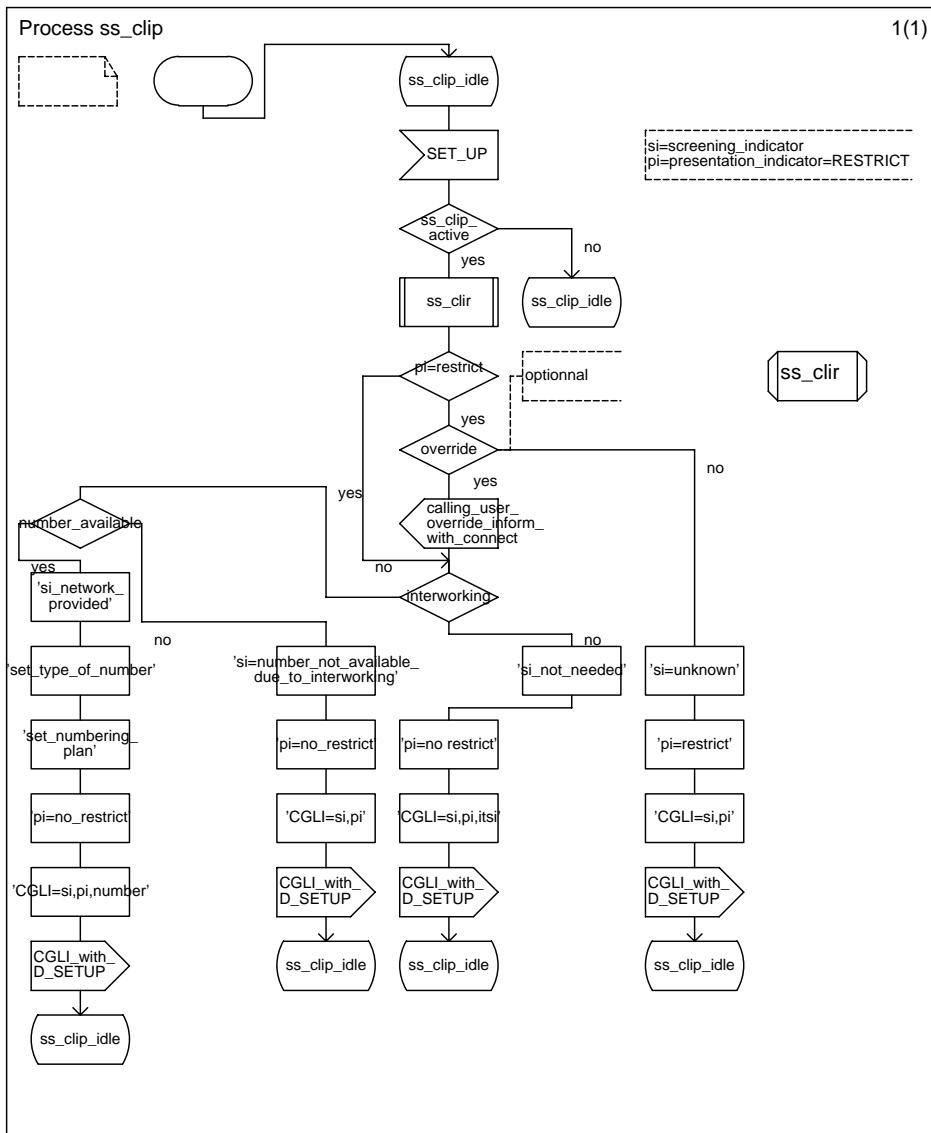 Process ss_clip
1(1)
ss_clip_idle
SET_UP
si=screening_indicator
pi=presentation_indicator=RESTRICT
ss_clip_
active
no
yes
ss_clir
ss_clip_idle
pi=restrict
optionnal
ss_clir
yes
override
no
yes
yes
calling_user_
override_inform_
with_connect
number_available
no
yes
interworking
'si_network_
provided'
no
no
'set_type_of_number'
'si=number_not_available_
due_to_interworking'
'si_not_needed'
'si=unknown'
'set_numbering_
plan'
'pi=no_restrict'
'pi=no restrict'
'pi=restrict'
'pi=no_restrict'
'CGLI=si,pi'
'CGLI=si,pi,itsi'
'CGLI=si,pi'
'CGLI=si,pi,number'
CGLI_with_
D_SETUP
CGLI_with_
D_SETUP
CGLI_with_
D_SETUP
CGLI_with_
D_SETUP
ss_clip_idle
ss_clip_idle
ss_clip_idle
ss_clip_idle